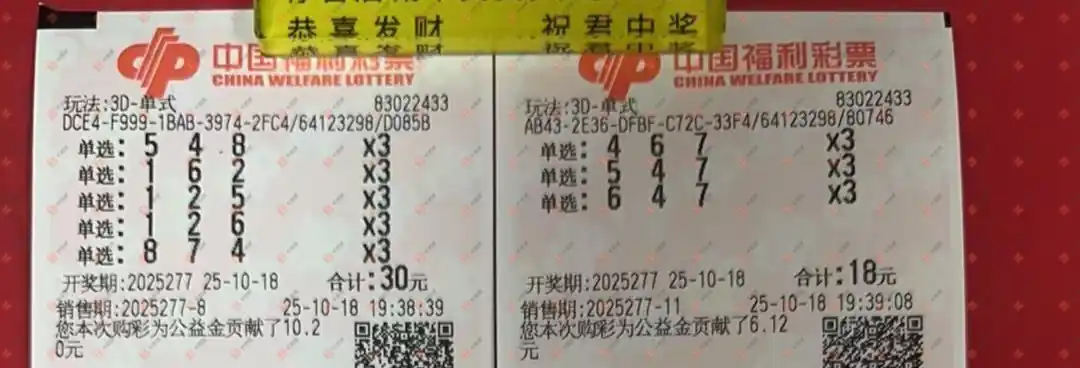 恭喜发财 祝君中奖
中国福利彩票
CHINA WELFARE LOTTERY
玩法:3D-单式 83022433
DCE4-F999-1BAB-3974-2FC4/64123298/D085B
单选: 5 4 8 x3
单选: 1 6 2 x3
单选: 1 2 5 x3
单选: 1 2 6 x3
单选: 8 7 4 x3
开奖期:2025277 25-10-18 合计:30元
销售期:2025277-8 25-10-18 19:38:39
您本次购彩为公益金贡献了10.2
0元
中国福利彩票
CHINA WELFARE LOTTERY
玩法:3D-单式 83022433
AB43-2E36-DFBF-C72C-33F4/64123298/80746
单选: 4 6 7 x3
单选: 5 4 7 x3
单选: 6 4 7 x3
开奖期:2025277 25-10-18 合计:18元
销售期:2025277-11 25-10-18 19:39:08
您本次购彩为公益金贡献了6.12
元